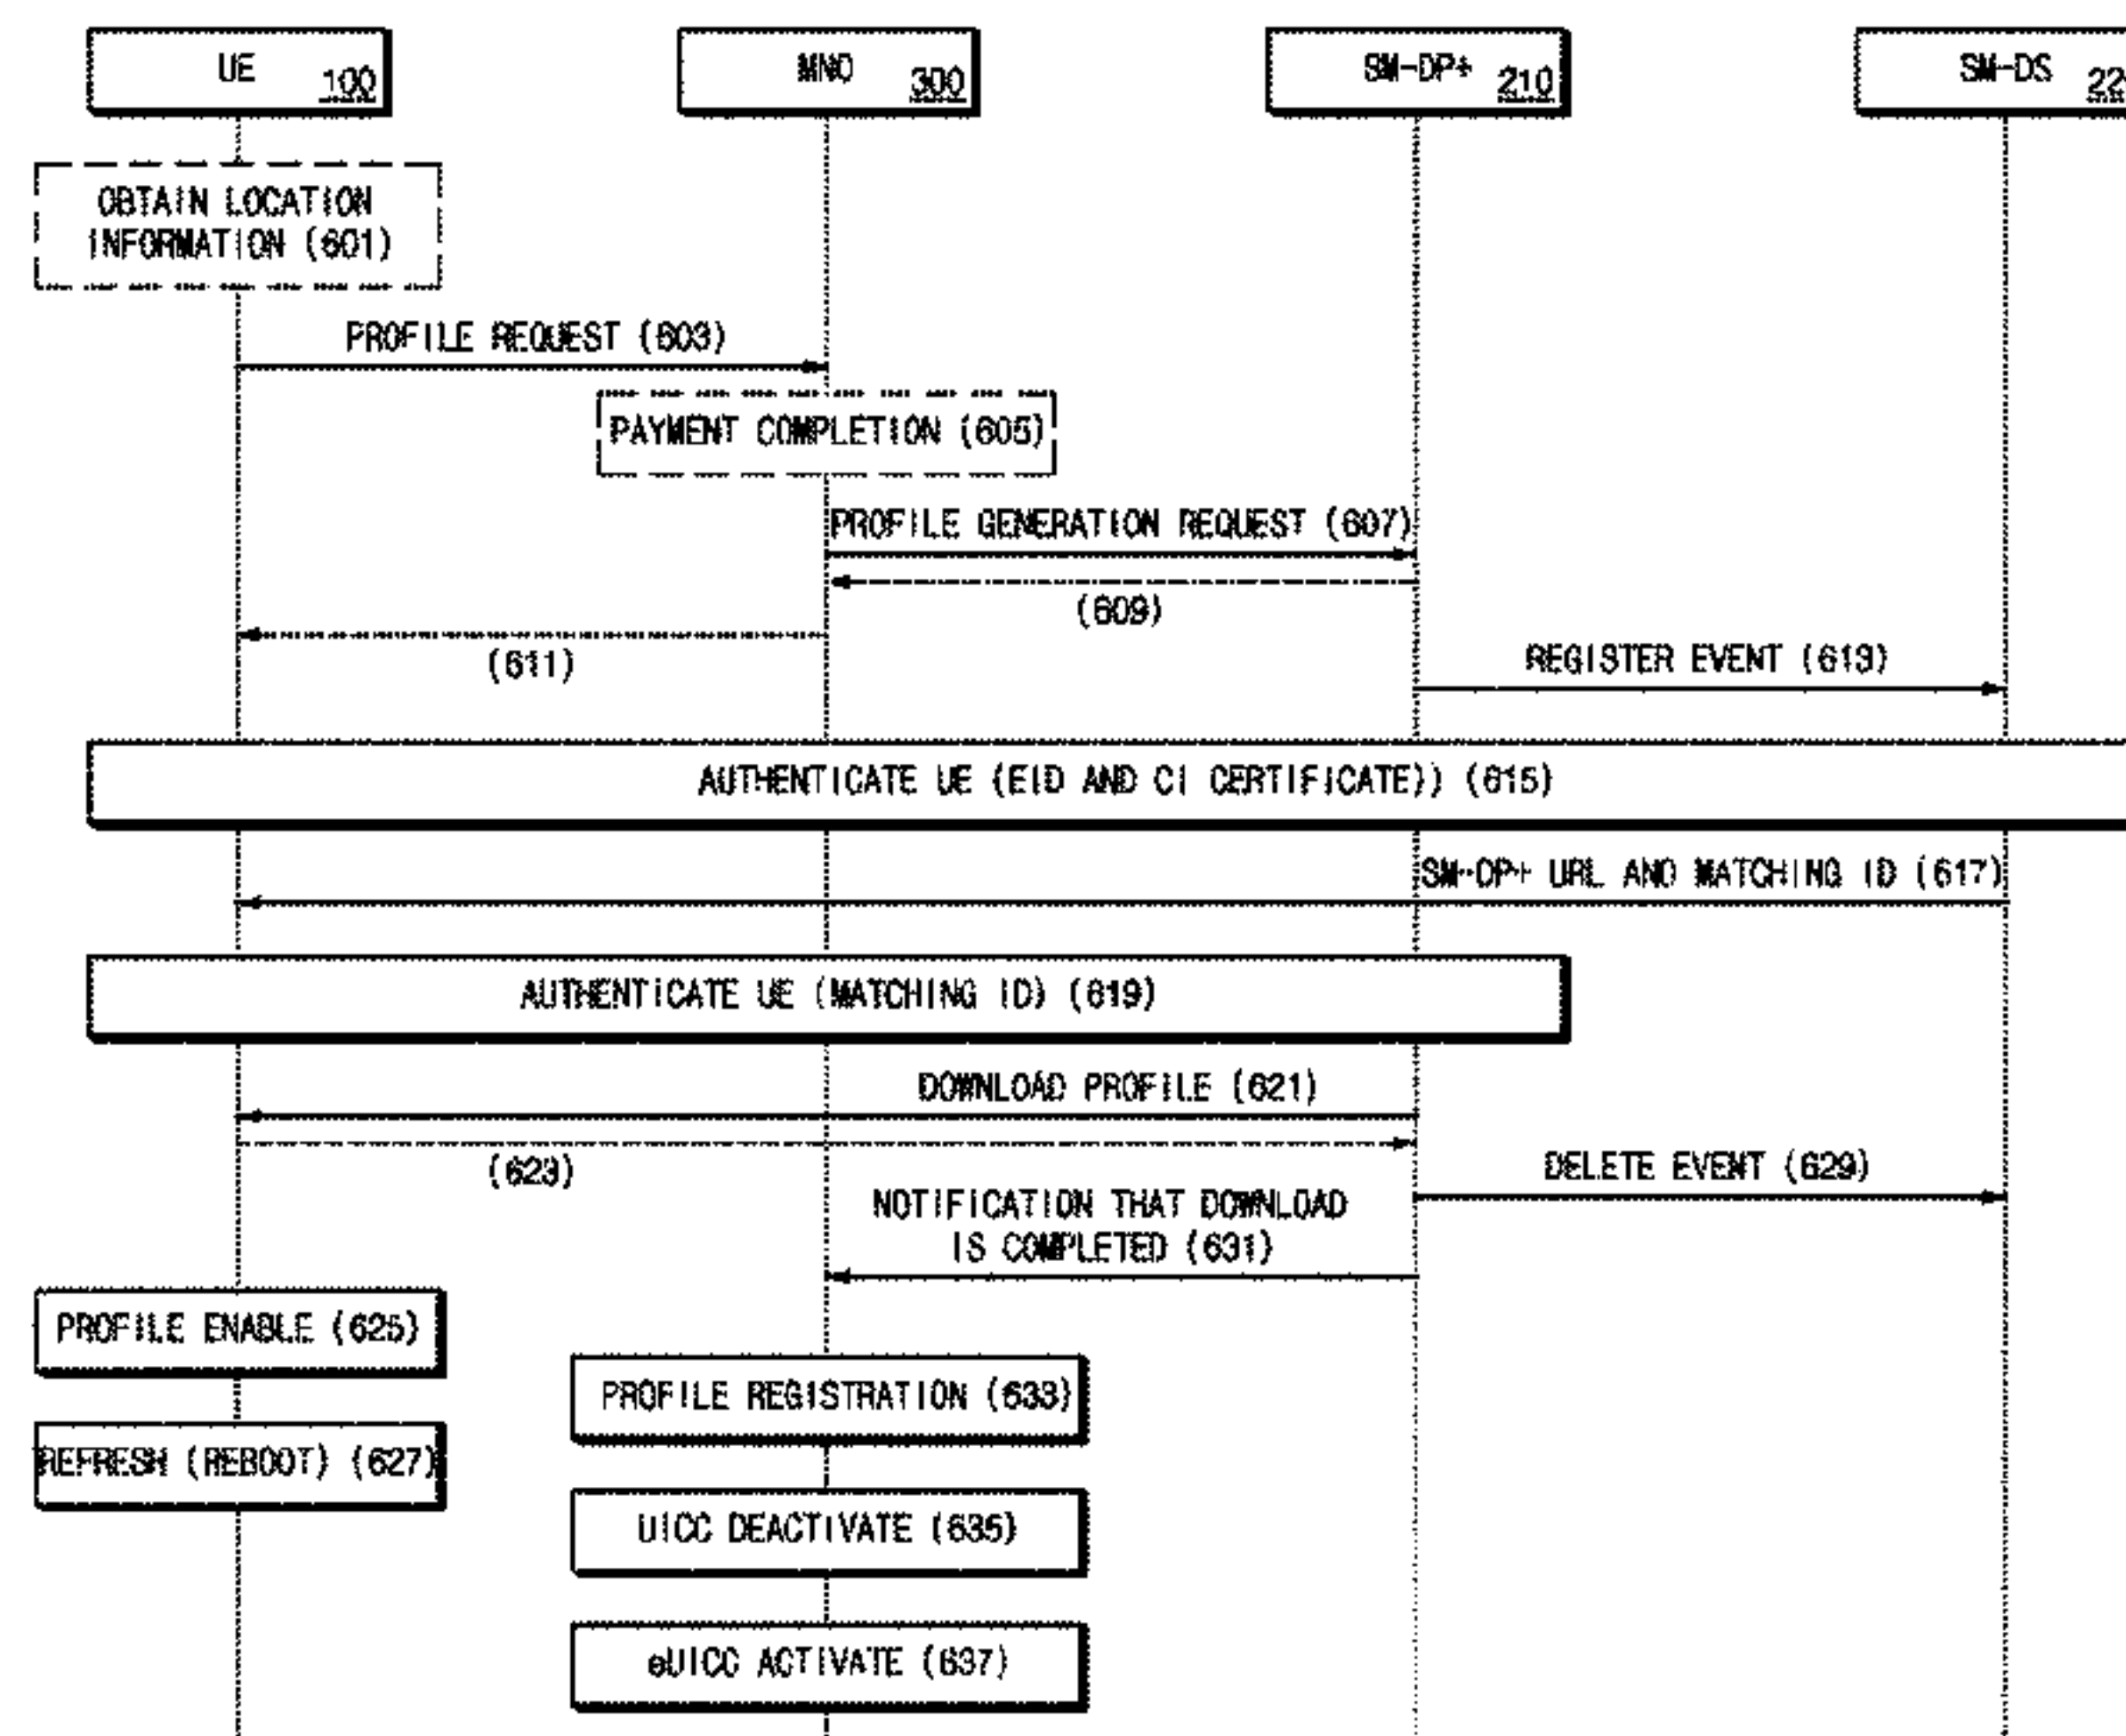 UE 100
MNO 300
SM-DP+ 210
SM-DS 22
OBTAIN LOCATION
INFORMATION (601)
PROFILE REQUEST (603)
PAYMENT COMPLETION (605)
PROFILE GENERATION REQUEST (607)
(609)
(611)
REGISTER EVENT (613)
AUTHENTICATE UE (EID AND CI CERTIFICATE)) (615)
SM-DP+ URL AND MATCHING ID (617)
AUTHENTICATE UE (MATCHING ID) (619)
DOWNLOAD PROFILE (621)
(623)
DELETE EVENT (629)
NOTIFICATION THAT DOWNLOAD
IS COMPLETED (631)
PROFILE ENABLE (625)
PROFILE REGISTRATION (633)
REFRESH (REBOOT) (627)
UICC DEACTIVATE (635)
eUICC ACTIVATE (637)